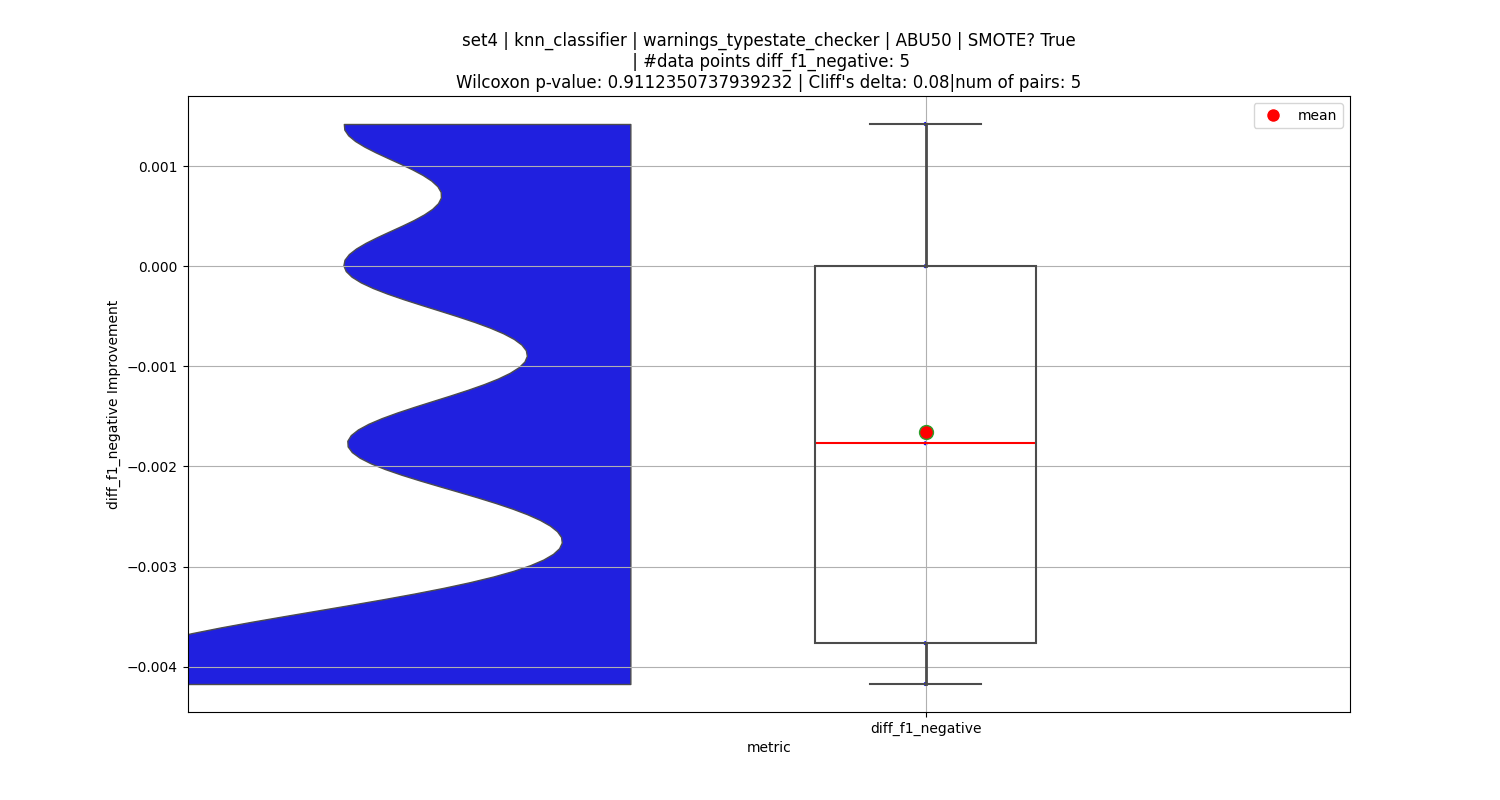 set4 | knn_classifier | warnings_typestate_checker | ABU50 | SMOTE? True
| #data points diff_f1_negative: 5
Wilcoxon p-value: 0.9112350737939232 | Cliff's delta: 0.08|num of pairs: 5
mean
0.001
0.000
−0.001
−0.002
−0.003
−0.004
diff_f1_negative Improvement
diff_f1_negative
metric